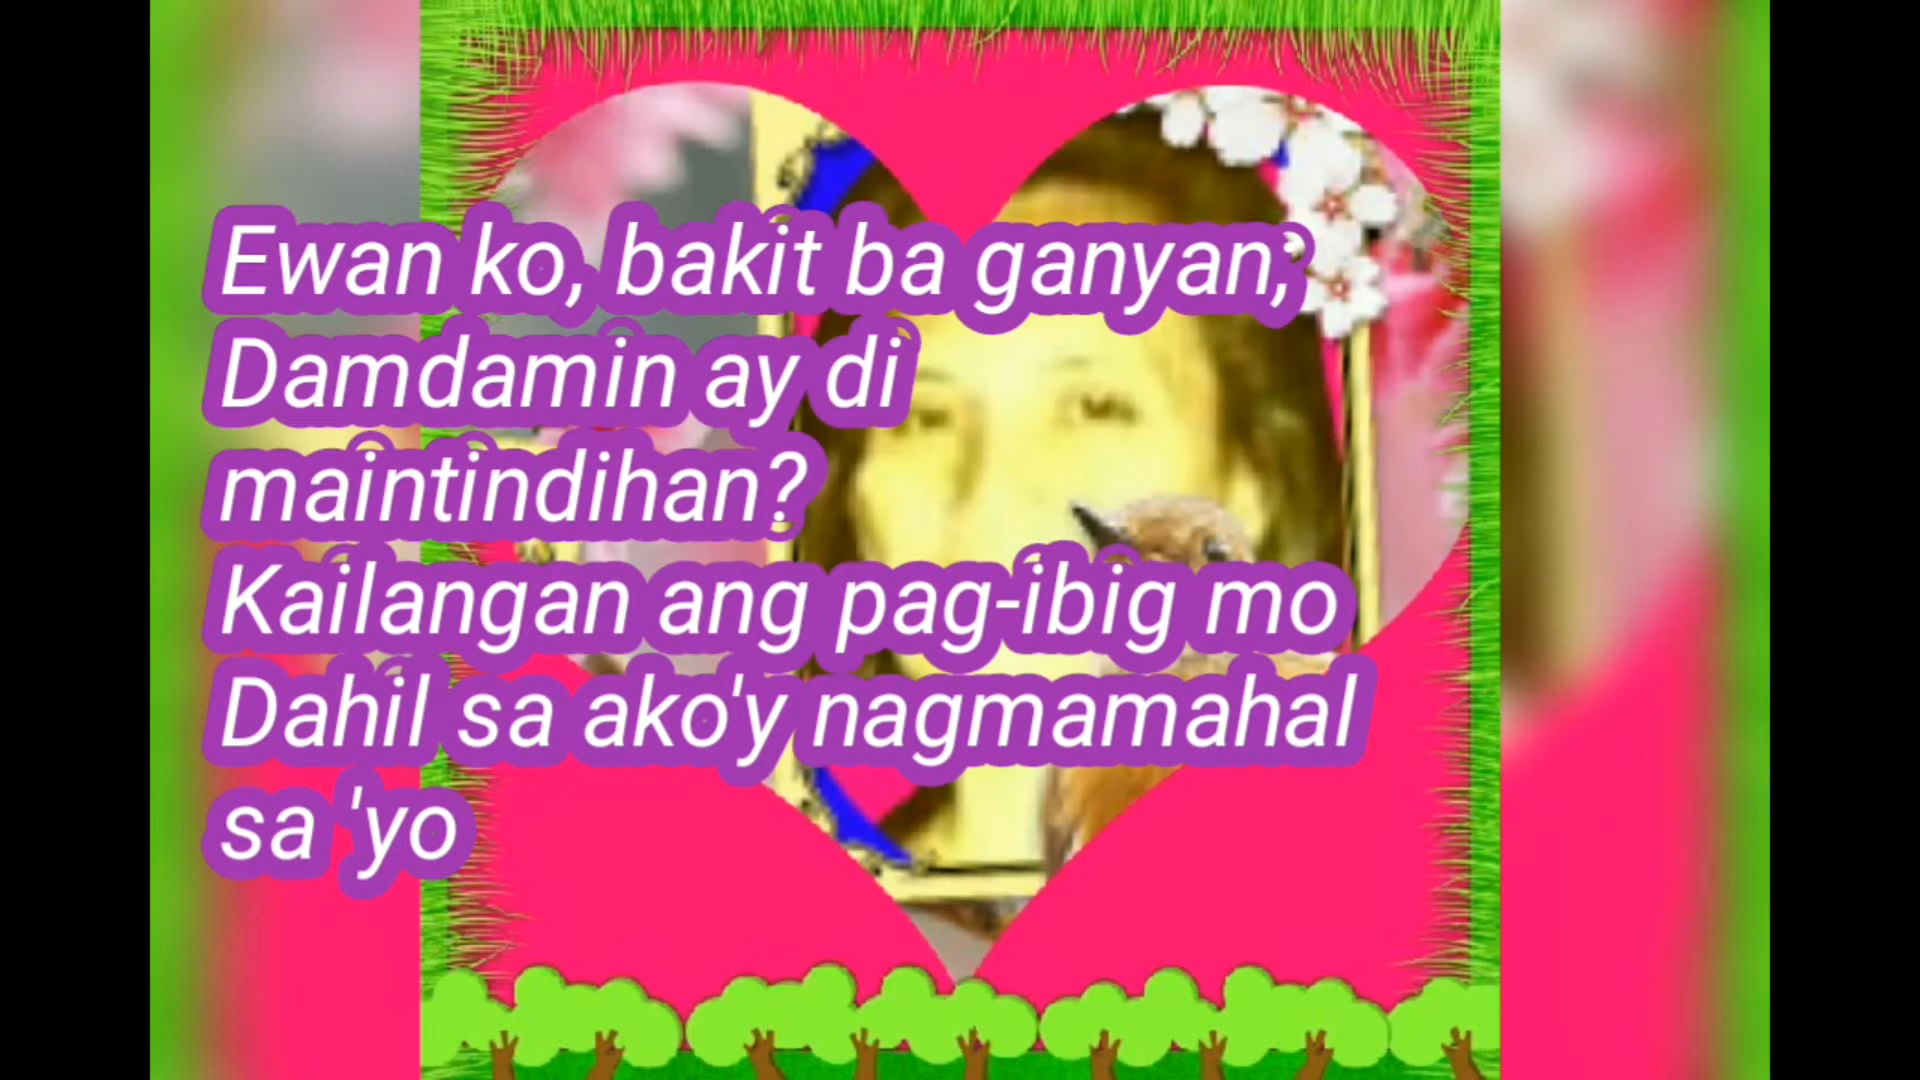 Ewan ko, bakit ba ganyan,
Damdamin ay di
maintindihan?
Kailangan ang pag-ibig mo
Dahil sa ako'y nagmamahal
sa 'yo